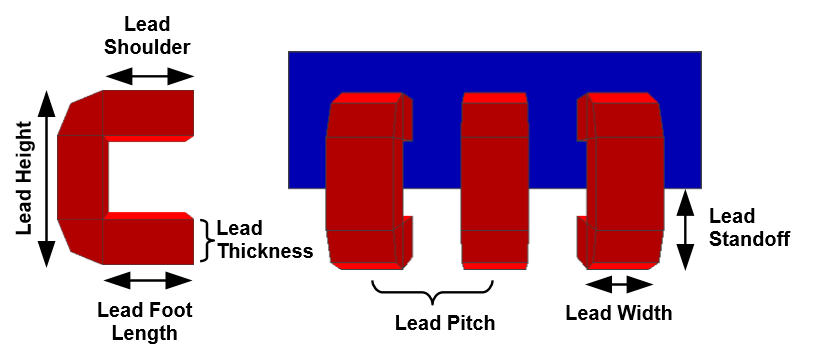 Lead
Shoulder
Lead Height
Lead
Thickness
Lead Foot
Length
Lead Pitch
Lead
Standoff
Lead Width